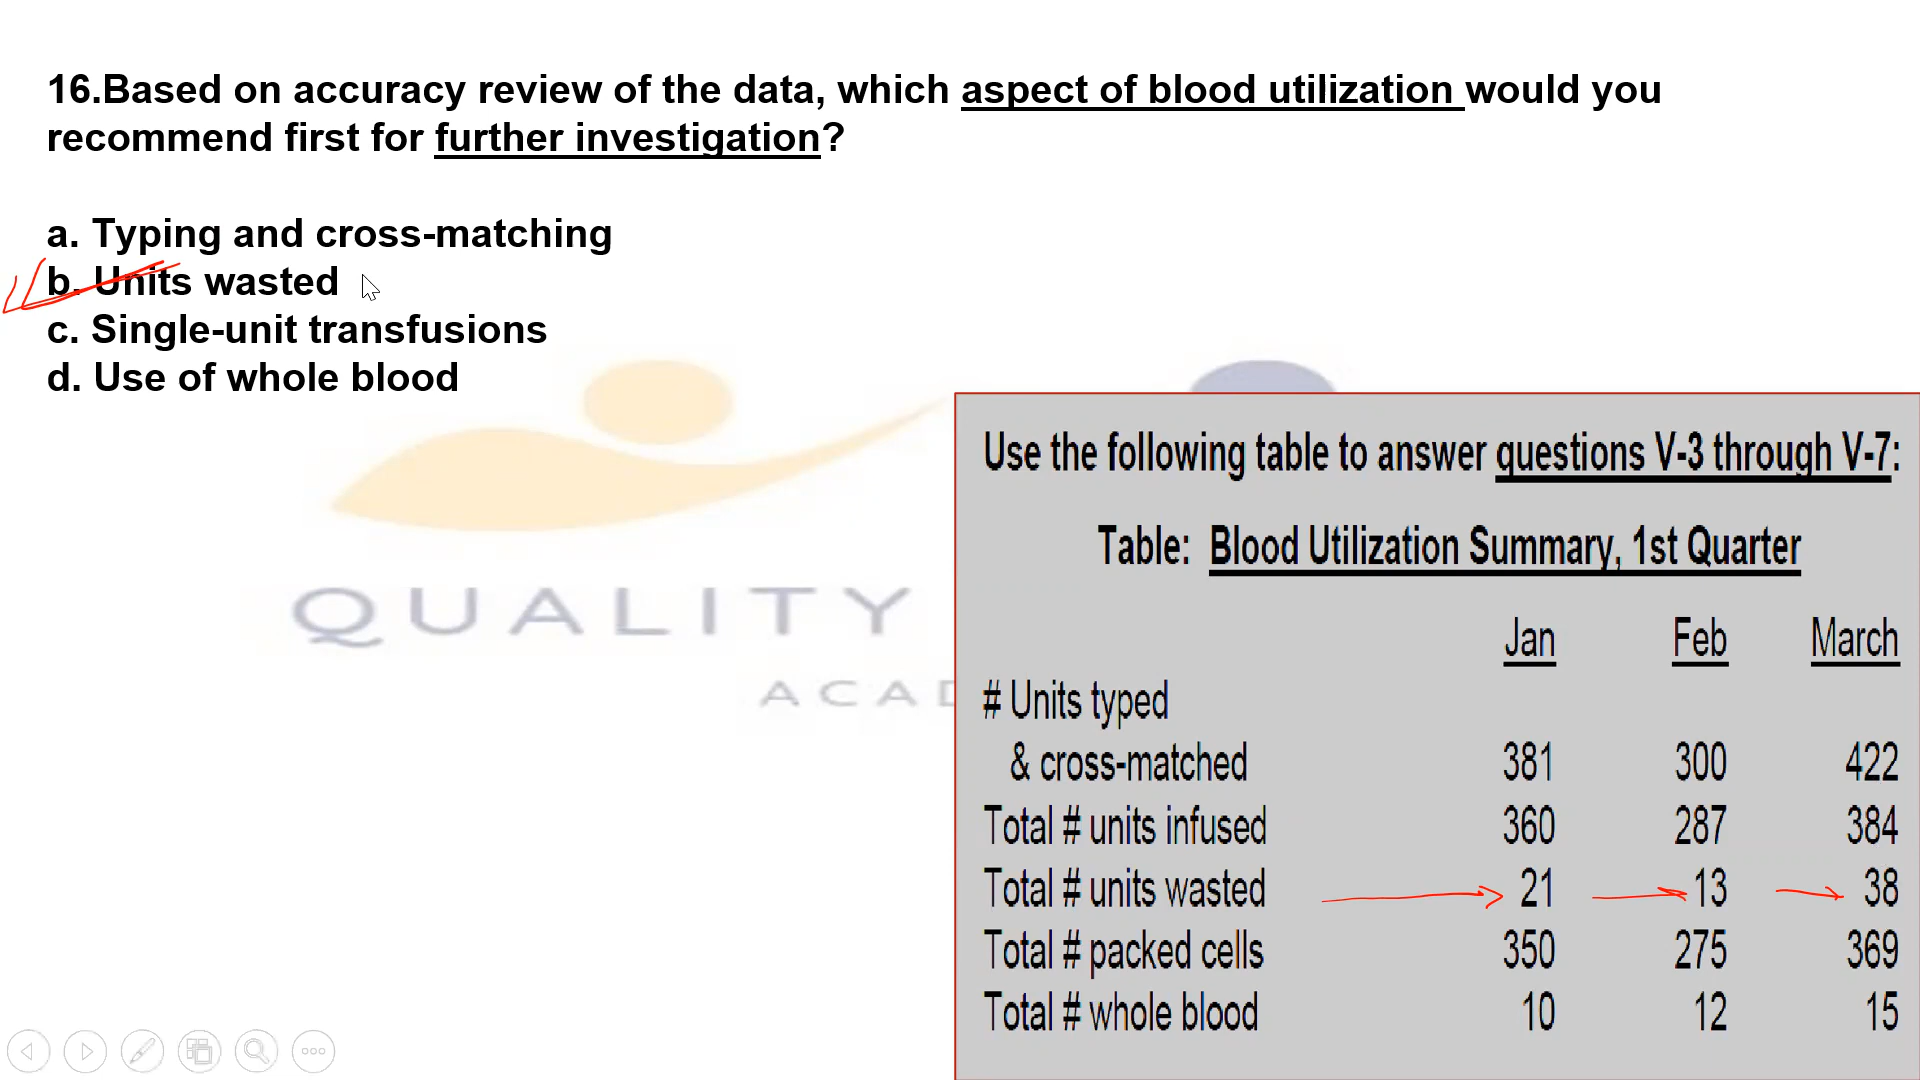 16.Based on accuracy review of the data, which aspect of blood utilization would you
recommend first for further investigation?
a. Typing and cross-matching
b. Units wasted
c. Single-unit transfusions
d. Use of whole blood
QUALITY
ACAD
Use the following table to answer questions V-3 through V-7:
Table: Blood Utilization Summary, 1st Quarter
Jan Feb March
# Units typed
& cross-matched 381 300 422
Total # units infused 360 287 384
Total # units wasted 21 13 38
Total # packed cells 350 275 369
Total # whole blood 10 12 15